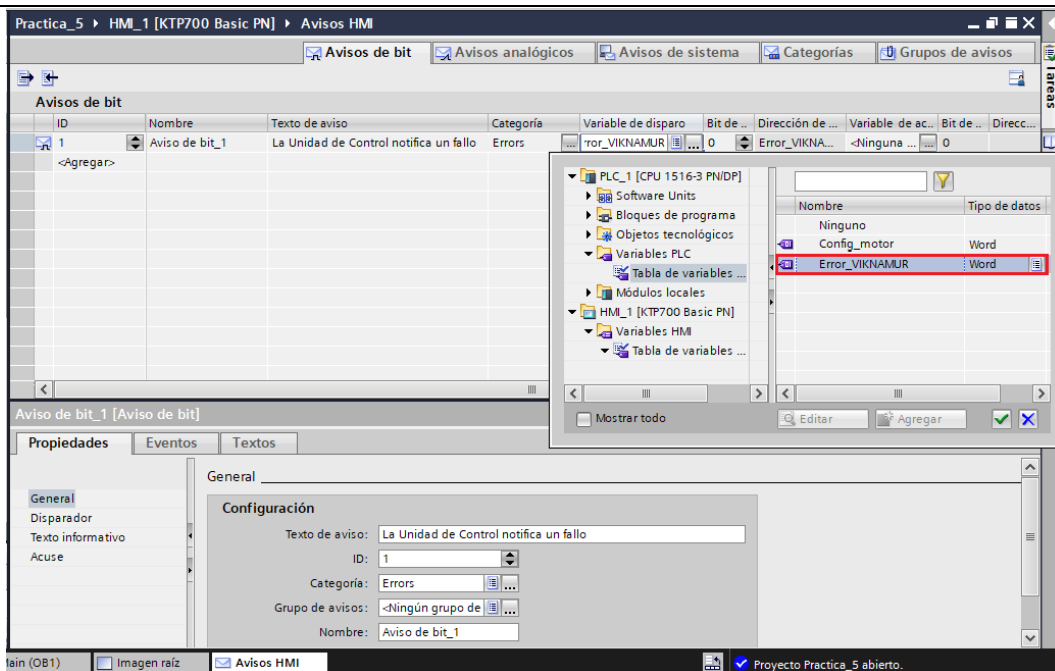 Practica_5 ▸ HMI_1 [KTP700 Basic PN] ▸ Avisos HMI
Avisos de bit Avisos analógicos Avisos de sistema Categorías Grupos de avisos
Tareas
Avisos de bit
ID Nombre Texto de aviso Categoría Variable de disparo Bit de .. Dirección de ... Variable de ac.. Bit de .. Direcc...
1 Aviso de bit_1 La Unidad de Control notifica un fallo Errors ... rror_VIKNAMUR ... 0 Error_VIKNA... <Ninguna ... ... 0
<Agregar>
PLC_1 [CPU 1516-3 PN/DP]
Software Units
Bloques de programa
Objetos tecnológicos
Variables PLC
Tabla de variables ...
Módulos locales
HMI_1 [KTP700 Basic PN]
Variables HMI
Tabla de variables ...
Nombre Tipo de datos
Ninguno
Config_motor Word
Error_VIKNAMUR Word
Mostrar todo Editar Agregar
Aviso de bit_1 [Aviso de bit]
Propiedades Eventos Textos
General
Disparador
Texto informativo
Acuse
General
Configuración
Texto de aviso: La Unidad de Control notifica un fallo
ID: 1
Categoría: Errors ...
Grupo de avisos: <Ningún grupo de ...
Nombre: Aviso de bit_1
Main (OB1) Imagen raíz Avisos HMI Proyecto Practica_5 abierto.